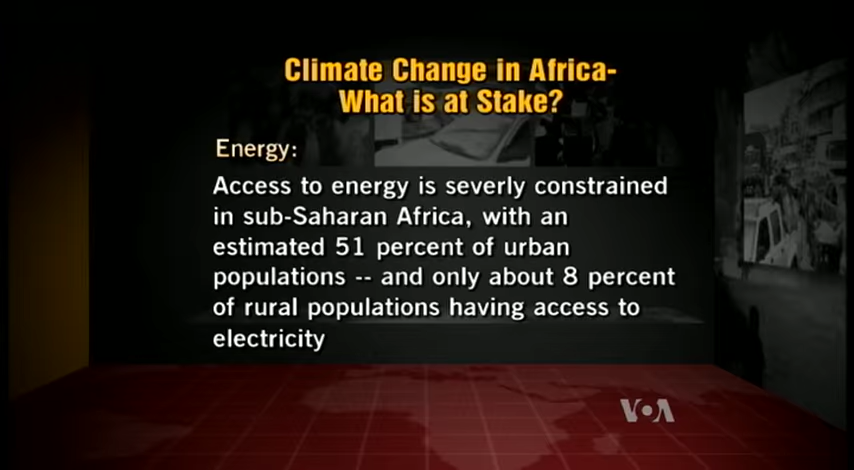 Climate Change in Africa-
What is at Stake?
Energy:
Access to energy is severly constrained
in sub-Saharan Africa, with an
estimated 51 percent of urban
populations -- and only about 8 percent
of rural populations having access to
electricity
VOA